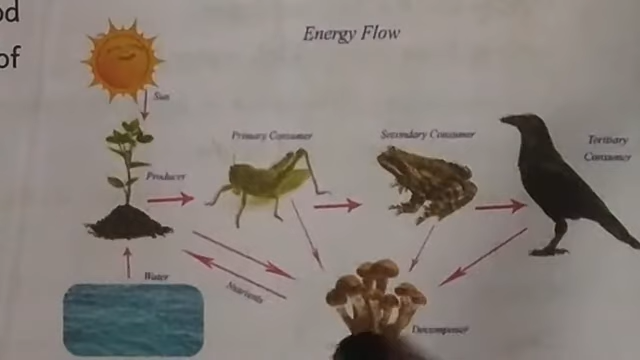 od
of
Energy Flow
Sun
Primary Consumer
Secondary Consumer
Tertiary
Consumer
Producer
Water
Nutrients
Decomposer